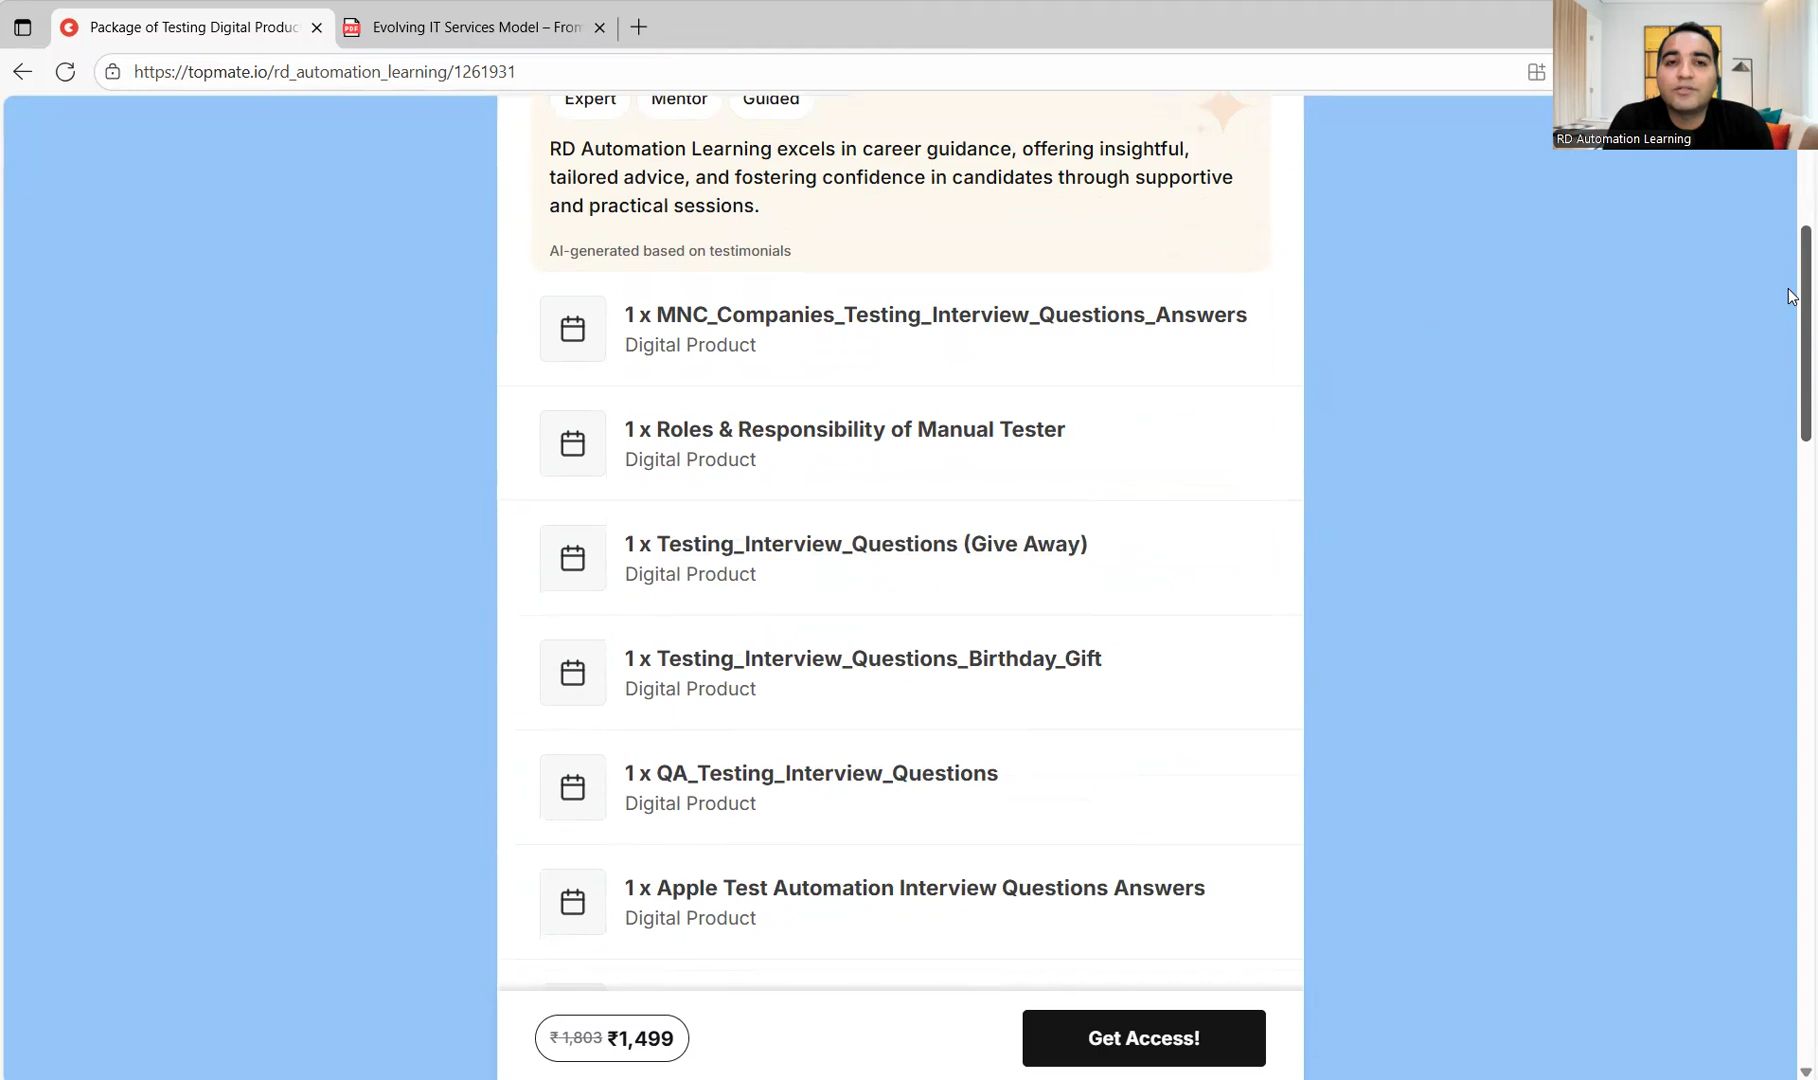 Package of Testing Digital Produc
Evolving IT Services Model – Fron
https://topmate.io/rd_automation_learning/1261931
RD Automation Learning
Expert
Mentor
Guided
RD Automation Learning excels in career guidance, offering insightful,
tailored advice, and fostering confidence in candidates through supportive
and practical sessions.
AI-generated based on testimonials
1 x MNC_Companies_Testing_Interview_Questions_Answers
Digital Product
1 x Roles & Responsibility of Manual Tester
Digital Product
1 x Testing_Interview_Questions (Give Away)
Digital Product
1 x Testing_Interview_Questions_Birthday_Gift
Digital Product
1 x QA_Testing_Interview_Questions
Digital Product
1 x Apple Test Automation Interview Questions Answers
Digital Product
₹ 1,803 ₹1,499
Get Access!